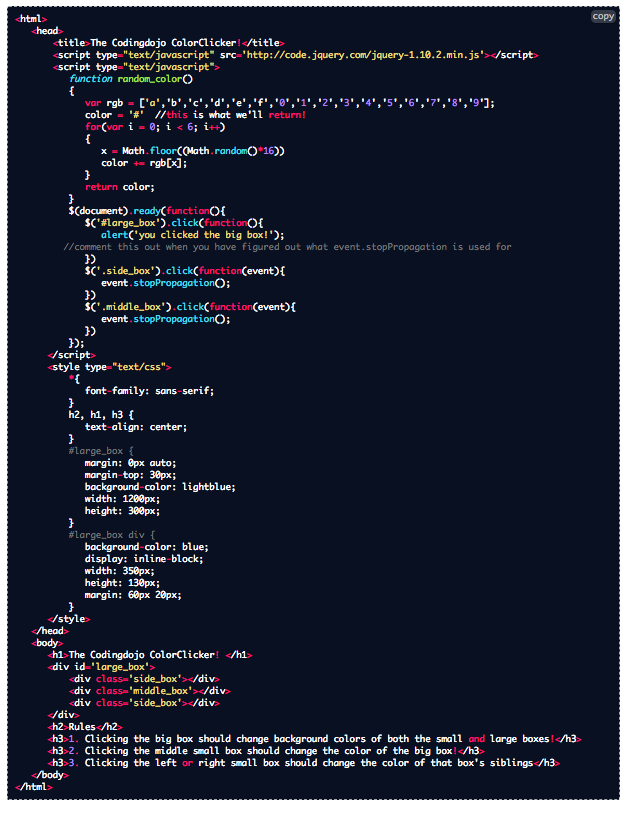 copy
<html>
<head>
<title>The Codingdojo ColorClicker!</title>
<script type="text/javascript" src='http://code.jquery.com/jquery-1.10.2.min.js'></script>
<script type="text/javascript">
function random_color()
{
var rgb = ['a','b','c','d','e','f','0','1','2','3','4','5','6','7','8','9'];
color = '#'  //this is what we'll return!
for(var i = 0; i < 6; i++)
{
x = Math.floor((Math.random()*16))
color += rgb[x];
}
return color;
}
$(document).ready(function(){
$('#large_box').click(function(){
alert('you clicked the big box!');
//comment this out when you have figured out what event.stopPropagation is used for
})
$('.side_box').click(function(event){
event.stopPropagation();
})
$('.middle_box').click(function(event){
event.stopPropagation();
})
});
</script>
<style type="text/css">
*{
font-family: sans-serif;
}
h2, h1, h3 {
text-align: center;
}
#large_box {
margin: 0px auto;
margin-top: 30px;
background-color: lightblue;
width: 1200px;
height: 300px;
}
#large_box div {
background-color: blue;
display: inline-block;
width: 350px;
height: 130px;
margin: 60px 20px;
}
</style>
</head>
<body>
<h1>The Codingdojo ColorClicker! </h1>
<div id='large_box'>
<div class='side_box'></div>
<div class='middle_box'></div>
<div class='side_box'></div>
</div>
<h2>Rules</h2>
<h3>1. Clicking the big box should change background colors of both the small and large boxes!</h3>
<h3>2. Clicking the middle small box should change the color of the big box!</h3>
<h3>3. Clicking the left or right small box should change the color of that box's siblings</h3>
</body>
</html>